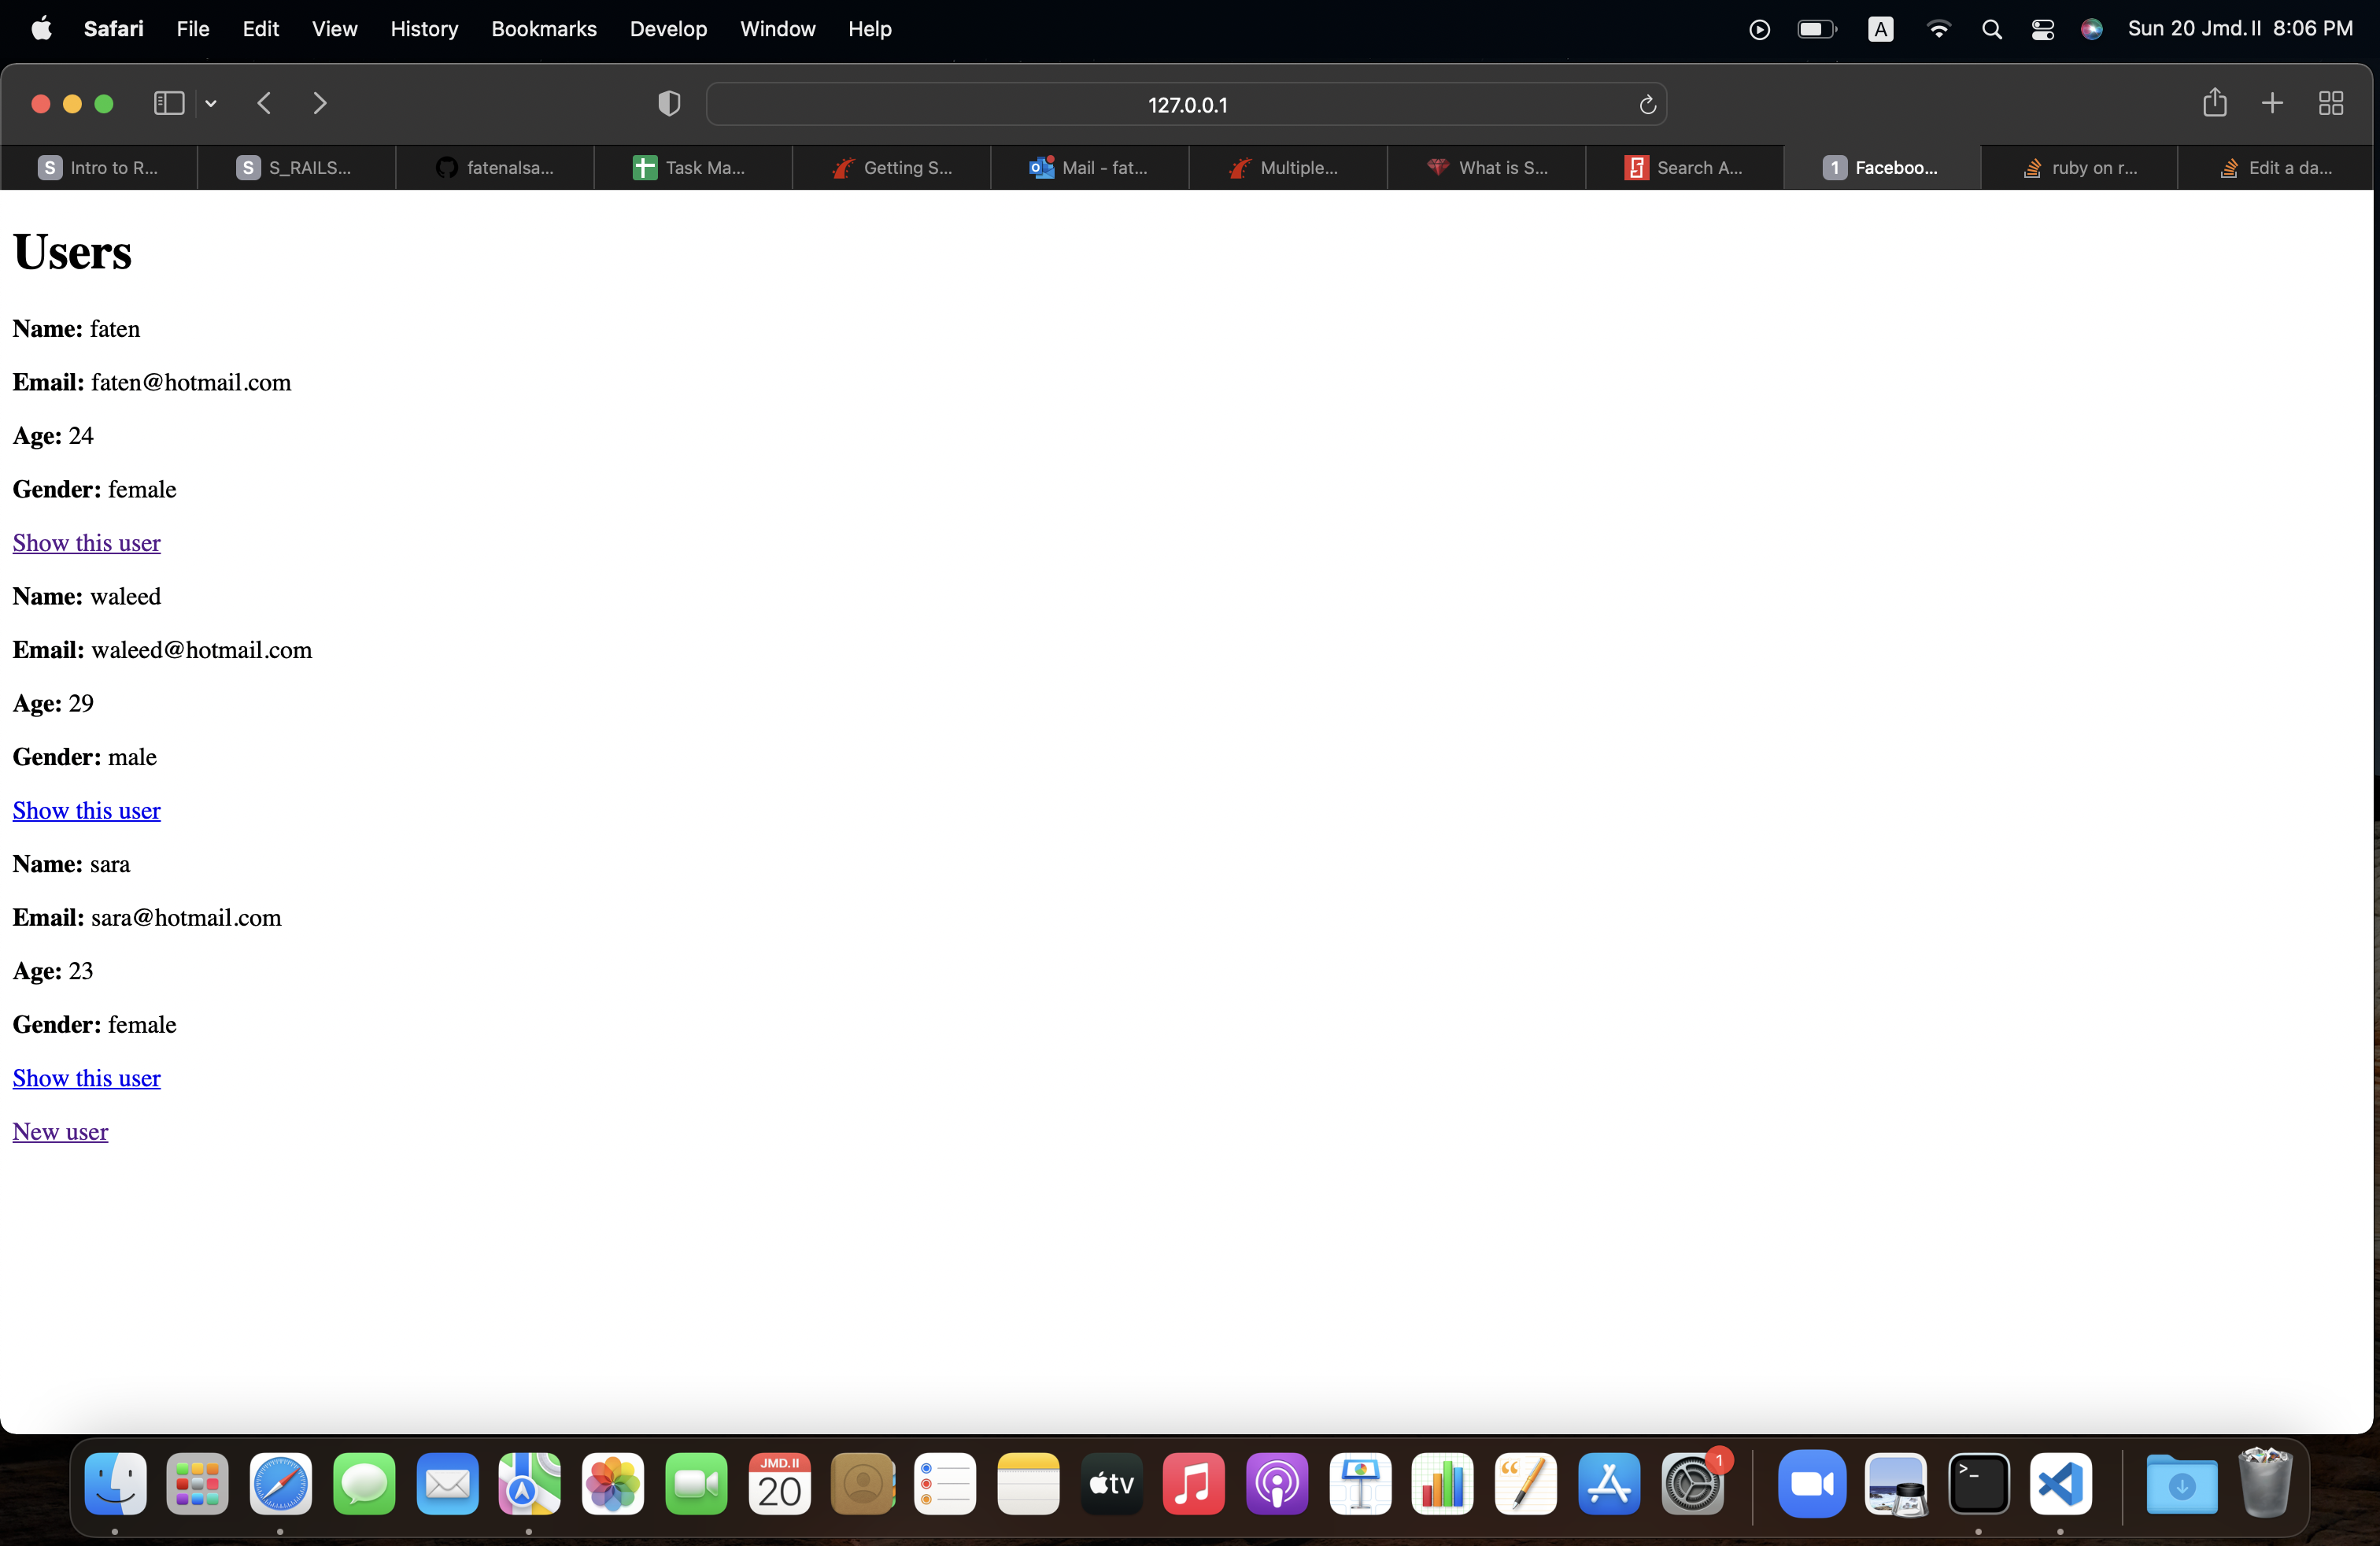 Safari File Edit View History Bookmarks Develop Window Help A Sun 20 Jmd.II 8:06 PM
127.0.0.1
S Intro to R... S S_RAILS... fatenalsa... Task Ma... Getting S... Mail - fat... Multiple... What is S... Search A... 1 Faceboo... ruby on r... Edit a da...
Users
Name: faten
Email: faten@hotmail.com
Age: 24
Gender: female
Show this user
Name: waleed
Email: waleed@hotmail.com
Age: 29
Gender: male
Show this user
Name: sara
Email: sara@hotmail.com
Age: 23
Gender: female
Show this user
New user
JMD.II
20
tv
1
>_